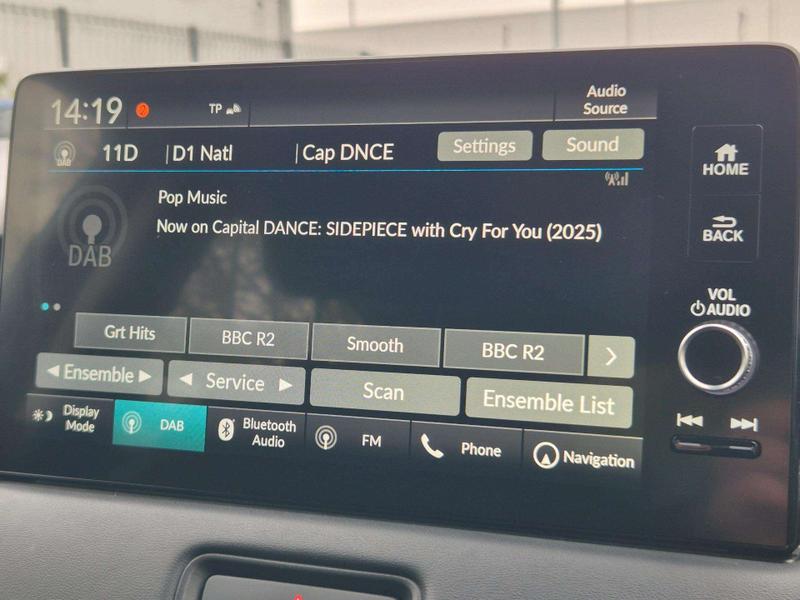 14:19 2 TP Audio
Source
DAB 11D D1 Natl Cap DNCE Settings Sound
HOME
Pop Music
Now on Capital DANCE: SIDEPIECE with Cry For You (2025)
DAB
BACK
VOL
AUDIO
Grt Hits BBC R2 Smooth BBC R2
Ensemble Service Scan Ensemble List
Display
Mode
DAB
Bluetooth
Audio
FM
Phone
Navigation